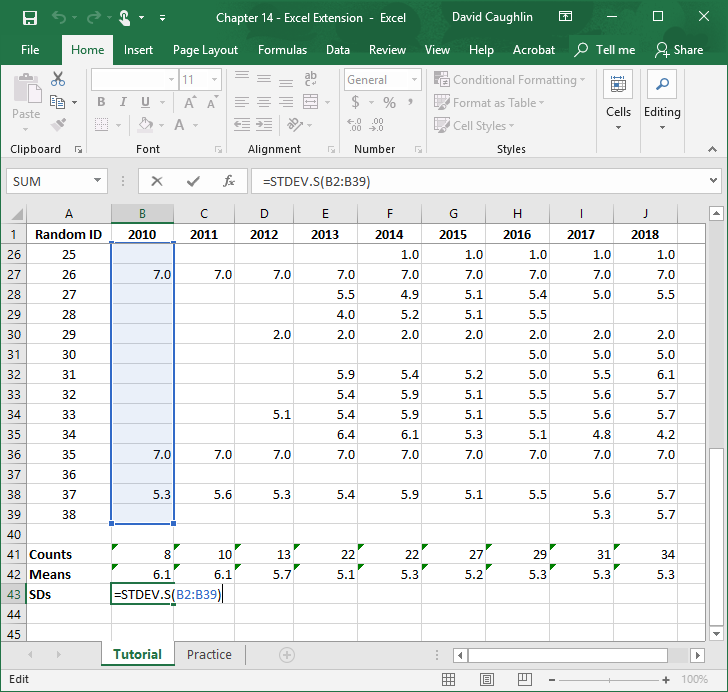 Chapter 14 - Excel Extension - Excel David Caughlin
File Home Insert Page Layout Formulas Data Review View Help Acrobat Tell me Share
Paste
Clipboard
11
B I U A A
A
Font
ab
Alignment
General
$ % ,
.00
.00
Number
Conditional Formatting
Format as Table
Cell Styles
Styles
Cells
Editing
SUM fx =STDEV.S(B2:B39)
A B C D E F G H I J
1 Random ID 2010 2011 2012 2013 2014 2015 2016 2017 2018
26 25 1.0 1.0 1.0 1.0 1.0
27 26 7.0 7.0 7.0 7.0 7.0 7.0 7.0 7.0 7.0
28 27 5.5 4.9 5.1 5.4 5.0 5.5
29 28 4.0 5.2 5.1 5.5
30 29 2.0 2.0 2.0 2.0 2.0 2.0 2.0
31 30 5.0 5.0 5.0
32 31 5.9 5.4 5.2 5.0 5.5 6.1
33 32 5.4 5.9 5.1 5.5 5.6 5.7
34 33 5.1 5.4 5.9 5.1 5.5 5.6 5.7
35 34 6.4 6.1 5.3 5.1 4.8 4.2
36 35 7.0 7.0 7.0 7.0 7.0 7.0 7.0 7.0 7.0
37 36
38 37 5.3 5.6 5.3 5.4 5.9 5.1 5.5 5.6 5.7
39 38 5.3 5.7
40
41 Counts 8 10 13 22 22 27 29 31 34
42 Means 6.1 6.1 5.7 5.1 5.3 5.2 5.3 5.3 5.3
43 SDs =STDEV.S(B2:B39)
44
45
Tutorial Practice
Edit 100%